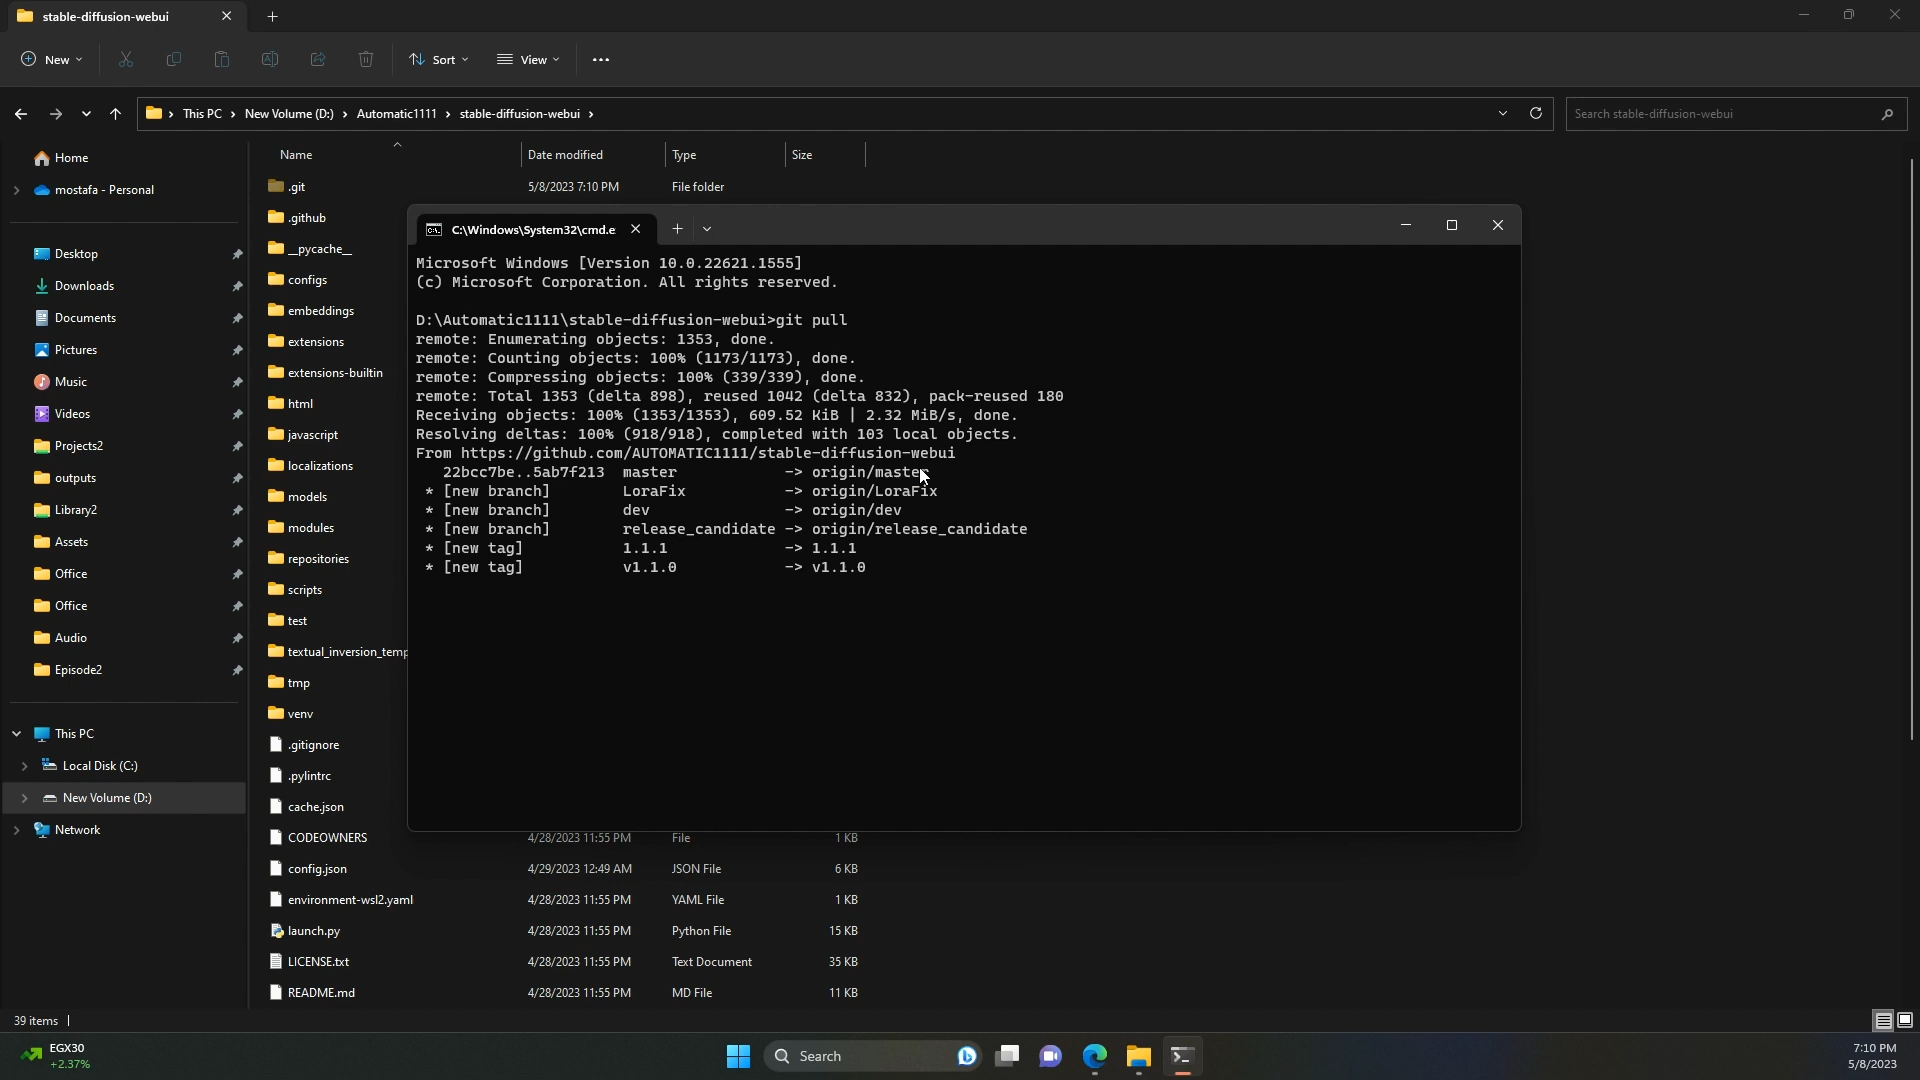 stable-diffusion-webui
New
Sort
View
This PC > New Volume (D:) > Automatic1111 > stable-diffusion-webui >
Search stable-diffusion-webui
Home
mostafa - Personal
Desktop
Downloads
Documents
Pictures
Music
Videos
Projects2
outputs
Library2
Assets
Office
Office
Audio
Episode2
This PC
Local Disk (C:)
New Volume (D:)
Network
Name Date modified Type Size
.git 5/8/2023 7:10 PM File folder
.github
__pycache__
configs
embeddings
extensions
extensions-builtin
html
javascript
localizations
models
modules
repositories
scripts
test
textual_inversion_temp
tmp
venv
.gitignore
.pylintrc
cache.json
CODEOWNERS 4/28/2023 11:55 PM File 1 KB
config.json 4/29/2023 12:49 AM JSON File 6 KB
environment-wsl2.yaml 4/28/2023 11:55 PM YAML File 1 KB
launch.py 4/28/2023 11:55 PM Python File 15 KB
LICENSE.txt 4/28/2023 11:55 PM Text Document 35 KB
README.md 4/28/2023 11:55 PM MD File 11 KB
C:\Windows\System32\cmd.e
Microsoft Windows [Version 10.0.22621.1555]
(c) Microsoft Corporation. All rights reserved.
D:\Automatic1111\stable-diffusion-webui>git pull
remote: Enumerating objects: 1353, done.
remote: Counting objects: 100% (1173/1173), done.
remote: Compressing objects: 100% (339/339), done.
remote: Total 1353 (delta 898), reused 1042 (delta 832), pack-reused 180
Receiving objects: 100% (1353/1353), 609.52 KiB | 2.32 MiB/s, done.
Resolving deltas: 100% (918/918), completed with 103 local objects.
From https://github.com/AUTOMATIC1111/stable-diffusion-webui
22bcc7be..5ab7f213 master -> origin/master
* [new branch] LoraFix -> origin/LoraFix
* [new branch] dev -> origin/dev
* [new branch] release_candidate -> origin/release_candidate
* [new tag] 1.1.1 -> 1.1.1
* [new tag] v1.1.0 -> v1.1.0
39 items
EGX30
+2.37%
Search
7:10 PM
5/8/2023